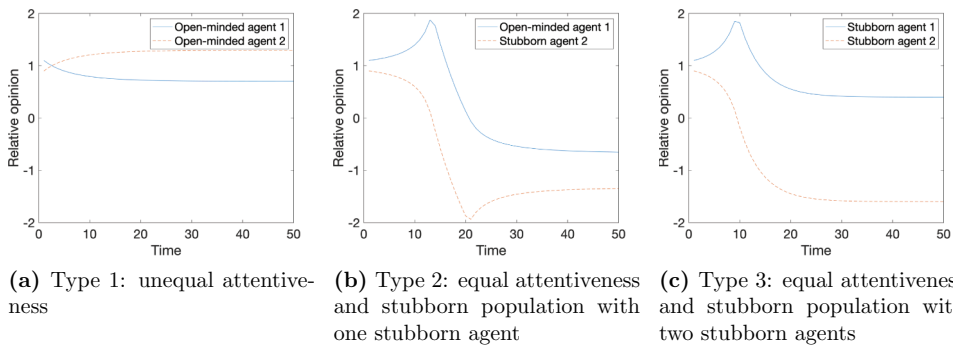 Open-minded agent 1
Open-minded agent 2
Relative opinion
2
1
0
-1
-2
0 10 20 30 40 50
Time
(a) Type 1: unequal attentive-
ness
Open-minded agent 1
Stubborn agent 2
Relative opinion
2
1
0
-1
-2
0 10 20 30 40 50
Time
(b) Type 2: equal attentiveness
and stubborn population with
one stubborn agent
Stubborn agent 1
Stubborn agent 2
Relative opinion
2
1
0
-1
-2
0 10 20 30 40 50
Time
(c) Type 3: equal attentivenes
and stubborn population wit
two stubborn agents